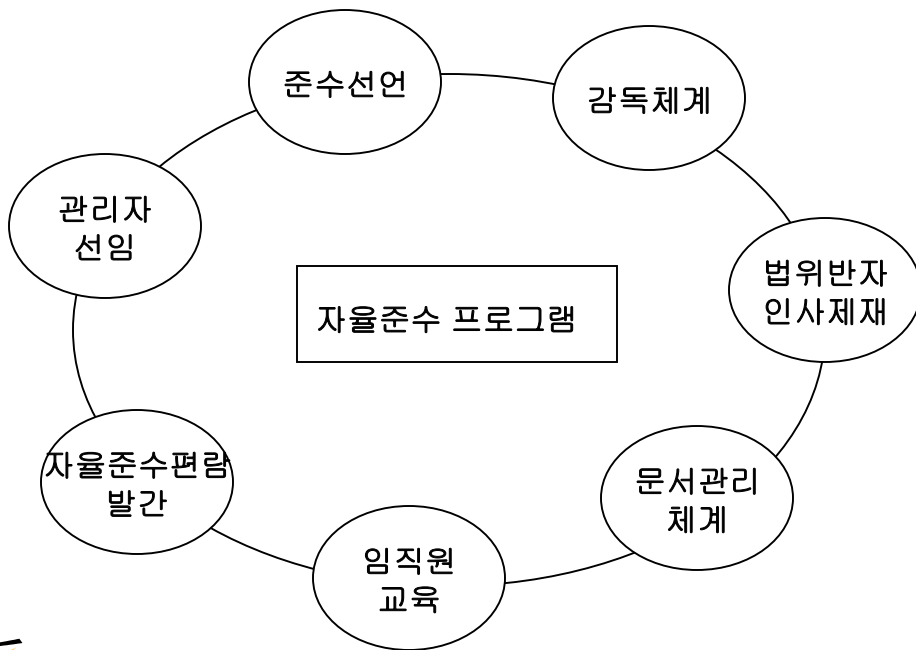 준수선언
감독체계
관리자
선임
법위반자
인사제재
자율준수 프로그램
자율준수편람
발간
문서관리
체계
임직원
교육